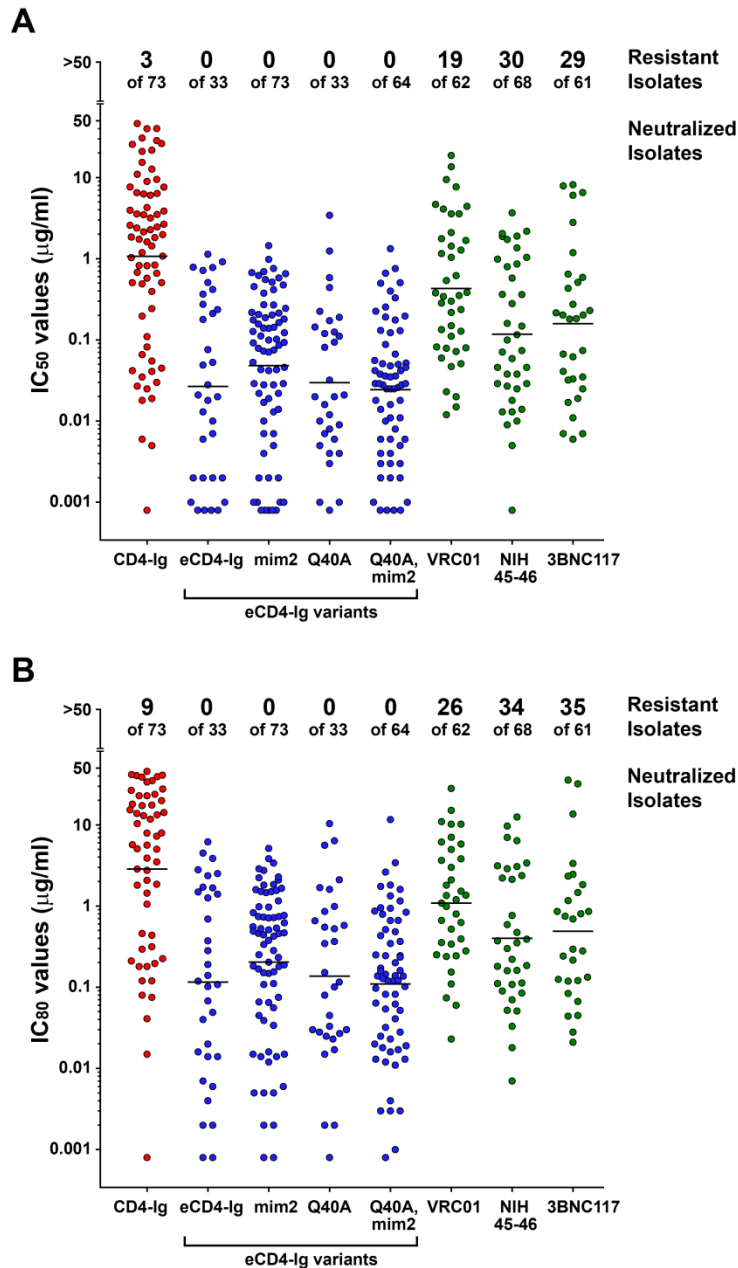 A
3 0 0 0 0 19 30 29 Resistant
>50 of 73 of 33 of 73 of 33 of 64 of 62 of 68 of 61 Isolates
50
Neutralized
Isolates
10
1
0.1
0.01
0.001
IC50 values (μg/ml)
CD4-Ig eCD4-Ig mim2 Q40A Q40A, VRC01 NIH 3BNC117
mim2 45-46
eCD4-Ig variants
B
9 0 0 0 0 26 34 35 Resistant
>50 of 73 of 33 of 73 of 33 of 64 of 62 of 68 of 61 Isolates
50
Neutralized
Isolates
10
1
0.1
0.01
0.001
IC80 values (μg/ml)
CD4-Ig eCD4-Ig mim2 Q40A Q40A, VRC01 NIH 3BNC117
mim2 45-46
eCD4-Ig variants